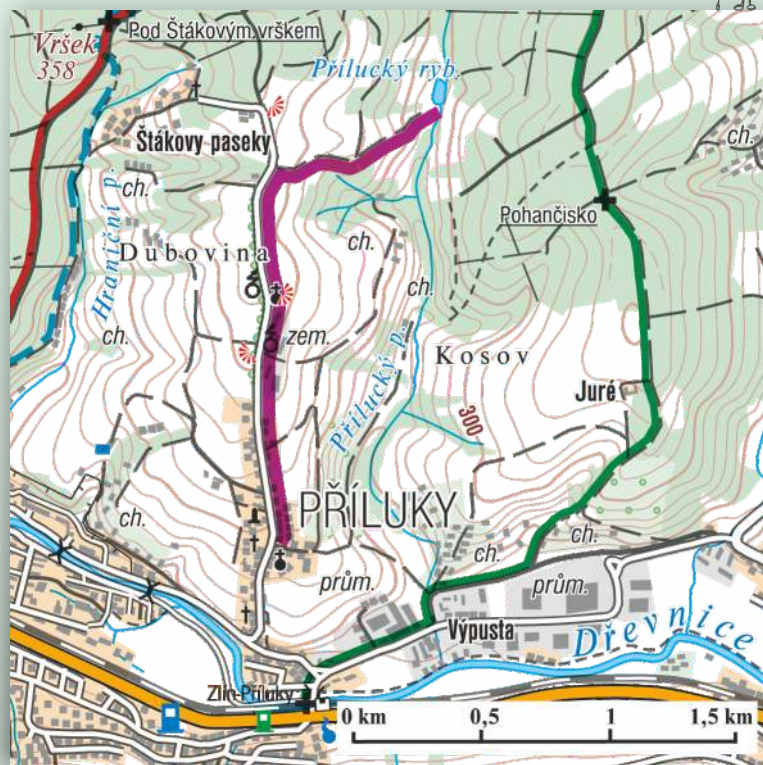 Pod Štákovým vrškem
Vršek
358
Přílucký ryb.
Štákovy paseky
ch.
ch.
Hraniční p.
Pohančisko
Dubovina
ch.
ch.
zem.
ch.
Přílucký p.
Kosov
Juré
300
PŘÍLUKY
ch.
ch.
ch.
prům.
prům.
Výpusta
Dřevnice
Zlín-Příluky
0 km
0,5
1
1,5 km